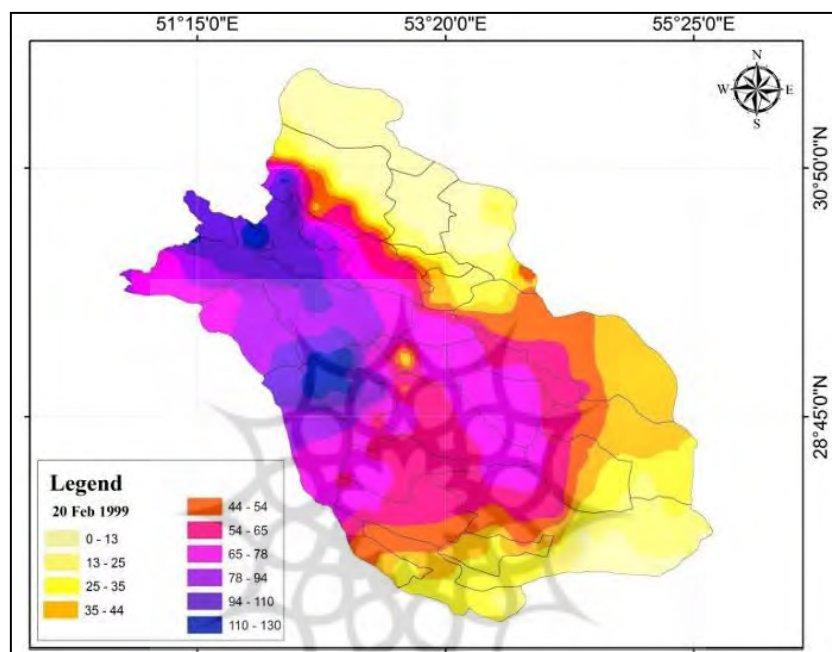 51°15'0"E 53°20'0"E 55°25'0"E
N
W E
S
30°50'0"N
28°45'0"N
Legend
20 Feb 1999
0 - 13
13 - 25
25 - 35
35 - 44
44 - 54
54 - 65
65 - 78
78 - 94
94 - 110
110 - 130